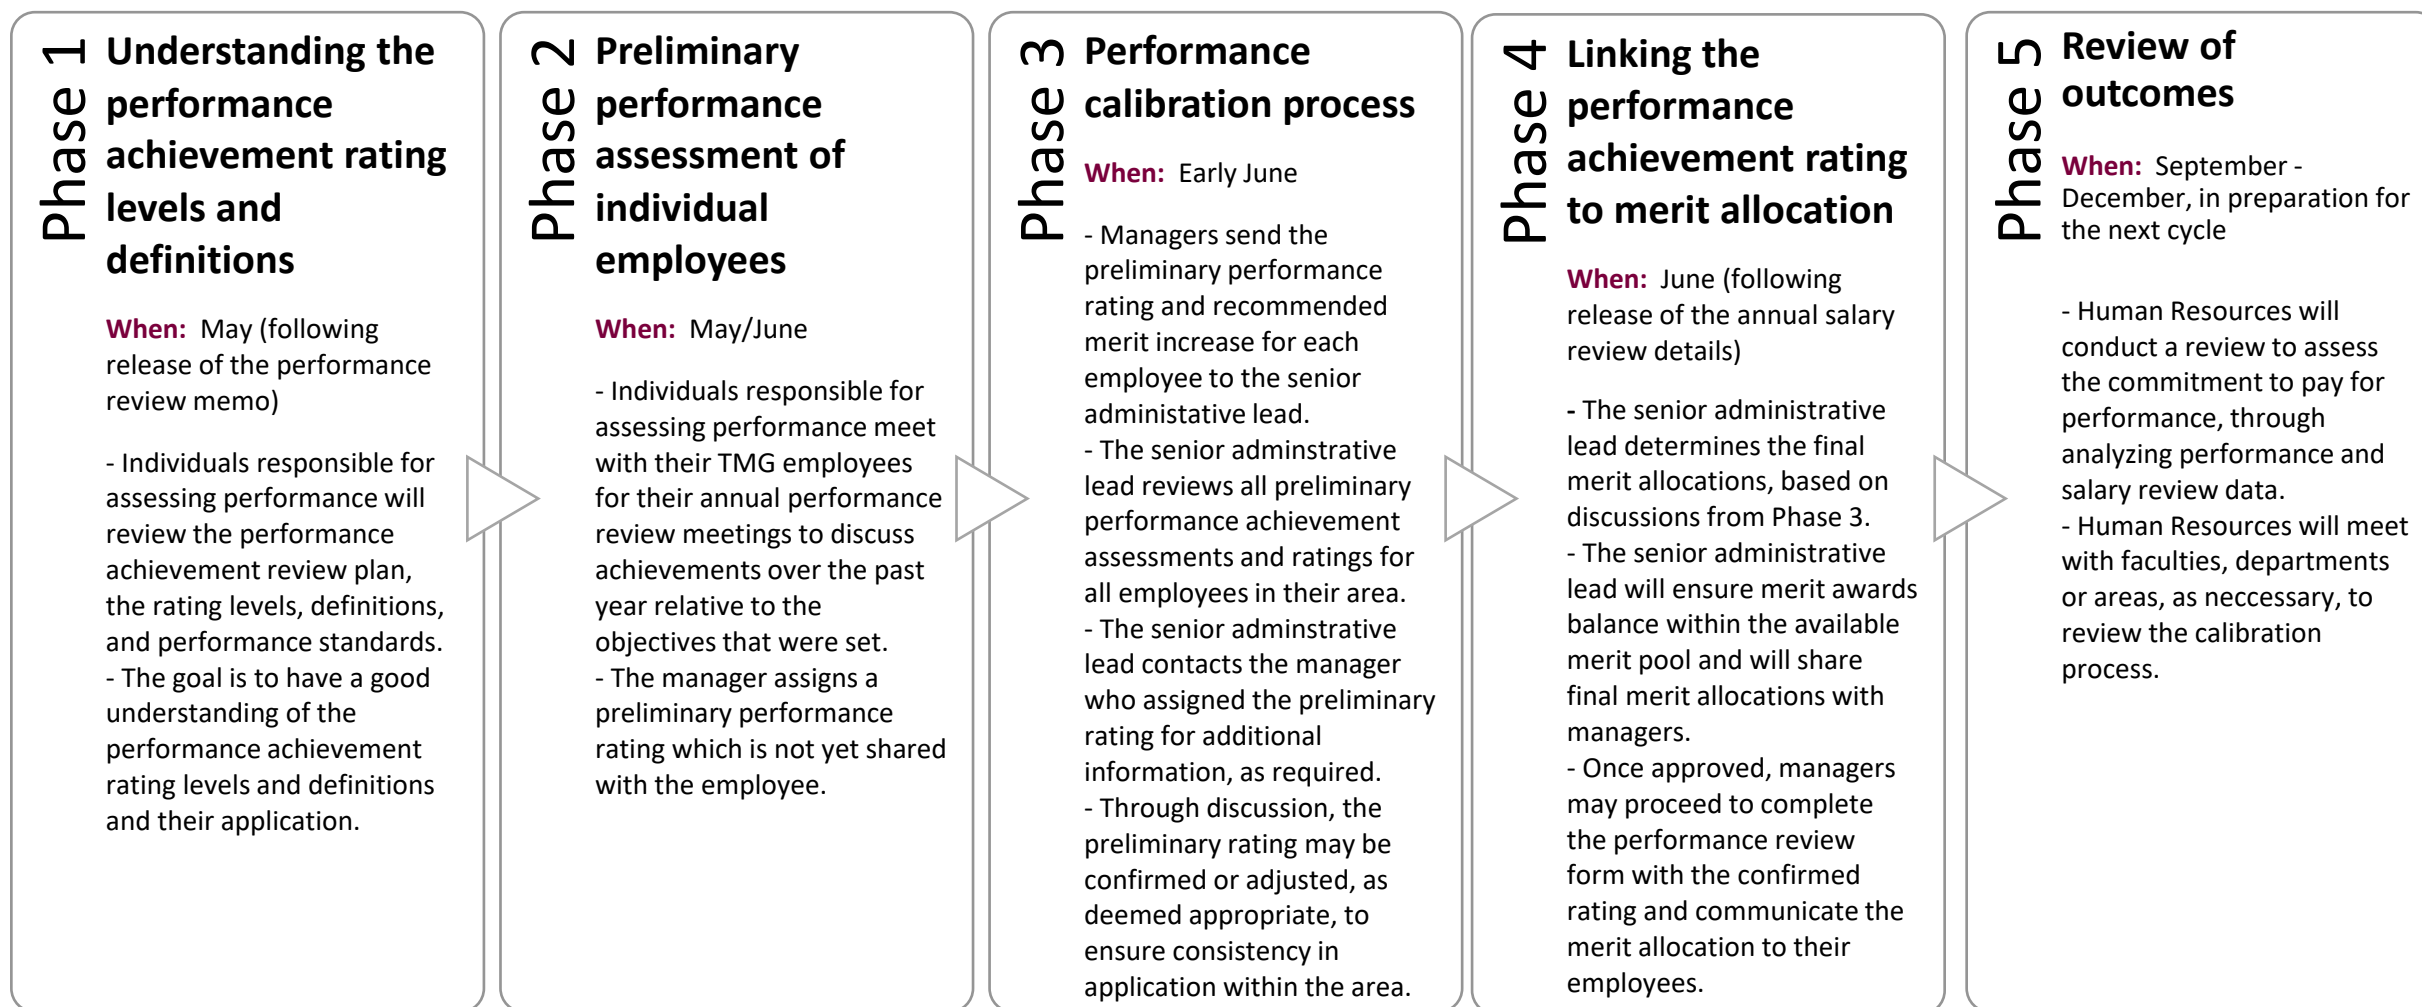 Phase 1
Understanding the
performance
achievement rating
levels and
definitions
When: May (following
release of the performance
review memo)
- Individuals responsible for
assessing performance will
review the performance
achievement review plan,
the rating levels, definitions,
and performance standards.
- The goal is to have a good
understanding of the
performance achievement
rating levels and definitions
and their application.
Phase 2
Preliminary
performance
assessment of
individual
employees
When: May/June
- Individuals responsible for
assessing performance meet
with their TMG employees
for their annual performance
review meetings to discuss
achievements over the past
year relative to the
objectives that were set.
- The manager assigns a
preliminary performance
rating which is not yet shared
with the employee.
Phase 3
Performance
calibration process
When: Early June
- Managers send the
preliminary performance
rating and recommended
merit increase for each
employee to the senior
administative lead.
- The senior adminstrative
lead reviews all preliminary
performance achievement
assessments and ratings for
all employees in their area.
- The senior adminstrative
lead contacts the manager
who assigned the preliminary
rating for additional
information, as required.
- Through discussion, the
preliminary rating may be
confirmed or adjusted, as
deemed appropriate, to
ensure consistency in
application within the area.
Phase 4
Linking the
performance
achievement rating
to merit allocation
When: June (following
release of the annual salary
review details)
- The senior administrative
lead determines the final
merit allocations, based on
discussions from Phase 3.
- The senior administrative
lead will ensure merit awards
balance within the available
merit pool and will share
final merit allocations with
managers.
- Once approved, managers
may proceed to complete
the performance review
form with the confirmed
rating and communicate the
merit allocation to their
employees.
Phase 5
Review of
outcomes
When: September -
December, in preparation for
the next cycle
- Human Resources will
conduct a review to assess
the commitment to pay for
performance, through
analyzing performance and
salary review data.
- Human Resources will meet
with faculties, departments
or areas, as neccessary, to
review the calibration
process.